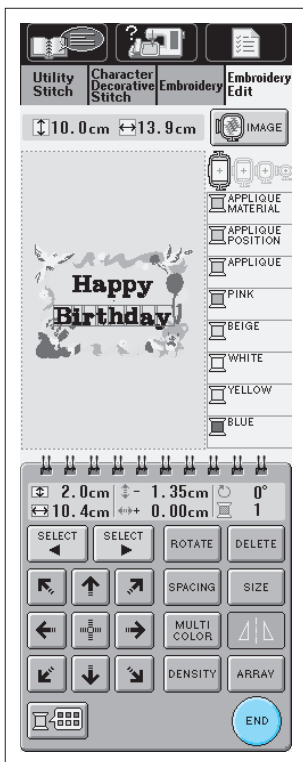 Utility
Stitch
Character
Decorative
Stitch
Embroidery
Embroidery
Edit
10.0cm 13.9cm
IMAGE
APPLIQUE
MATERIAL
APPLIQUE
POSITION
APPLIQUE
PINK
BEIGE
WHITE
YELLOW
BLUE
Happy
Birthday
2.0cm - 1.35cm 0°
10.4cm + 0.00cm 1
SELECT
SELECT
ROTATE
DELETE
SPACING
SIZE
MULTI
COLOR
DENSITY
ARRAY
END